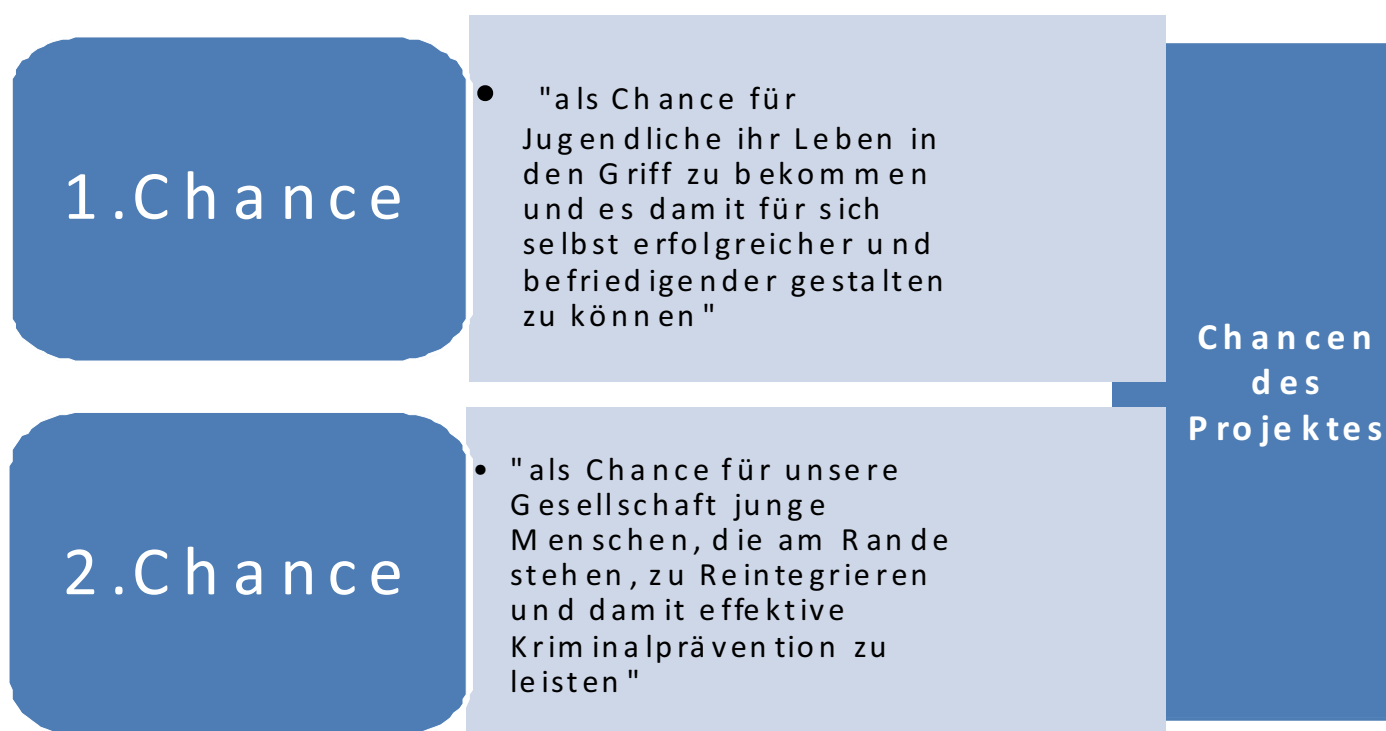 1.Chance
• "als Chance für
Jugendliche ihr Leben in
den Griff zu bekommen
und es damit für sich
selbst erfolgreicher und
befriedigender gestalten
zu können"
2.Chance
• "als Chance für unsere
Gesellschaft junge
Menschen, die am Rande
stehen, zu Reintegrieren
und damit effektive
Kriminalprävention zu
leisten"
Chancen
des
Projektes